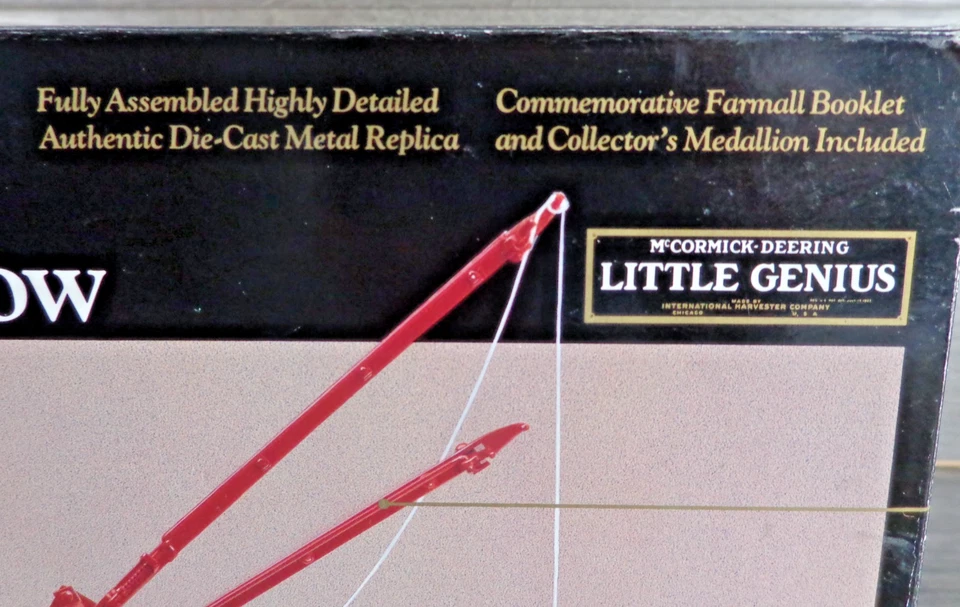 Fully Assembled Highly Detailed
Authentic Die-Cast Metal Replica
Commemorative Farmall Booklet
and Collector's Medallion Included
OW
McCORMICK-DEERING
LITTLE GENIUS
MADE BY
INTERNATIONAL HARVESTER COMPANY
CHICAGO U. S. A